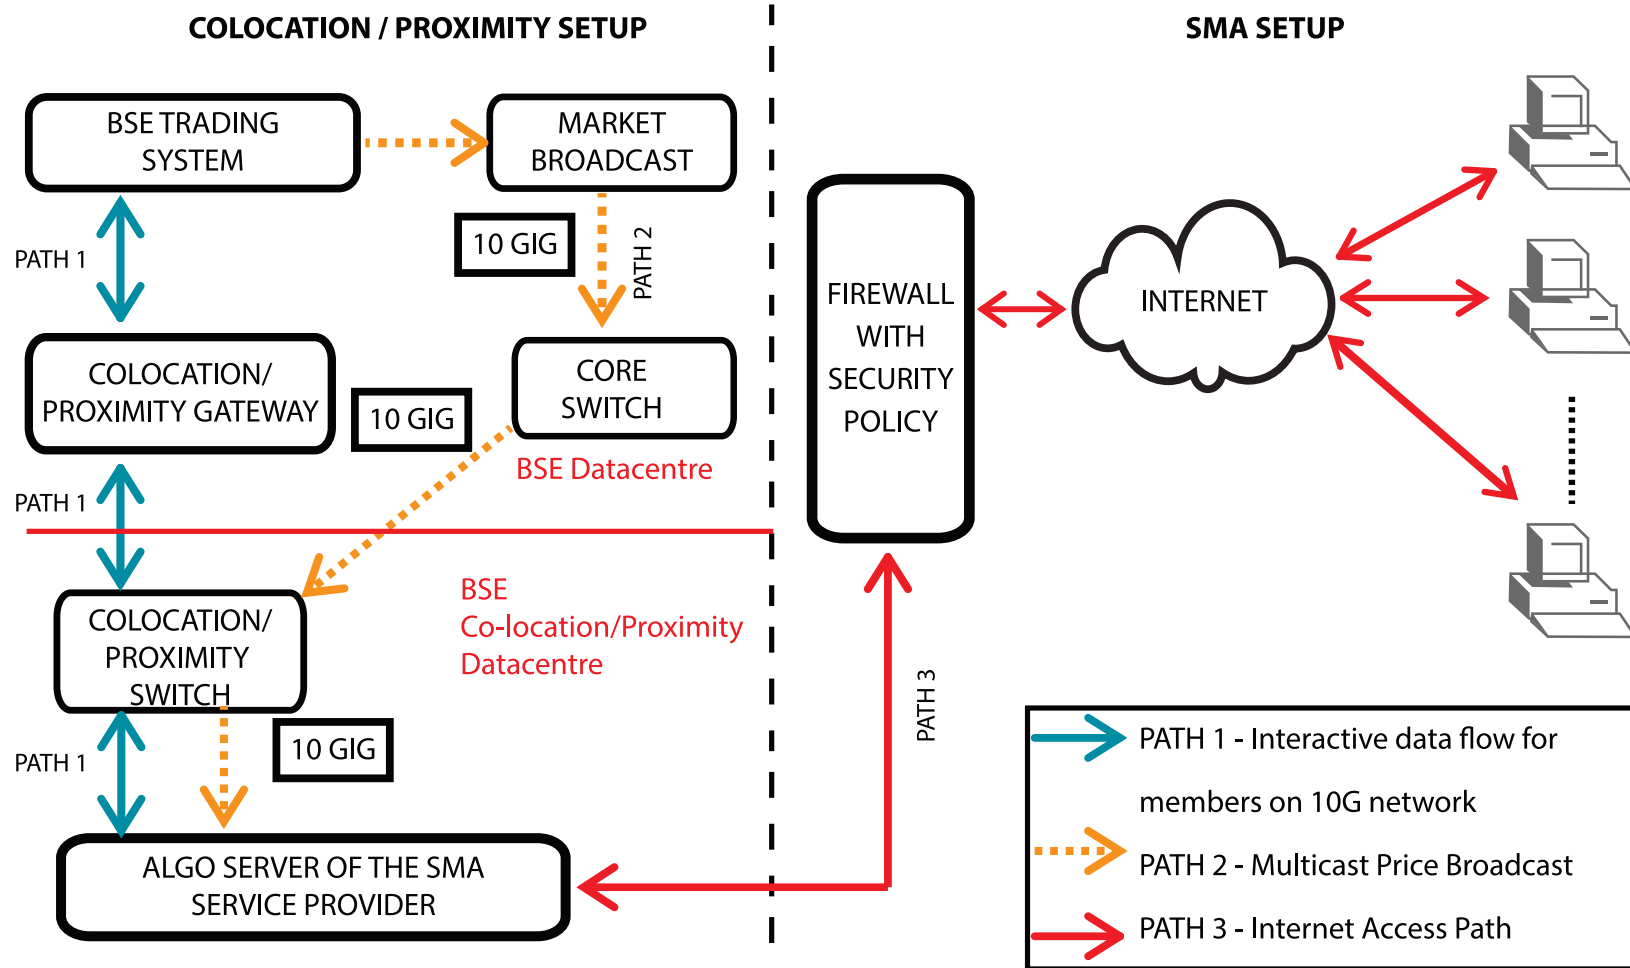 COLOCATION / PROXIMITY SETUP
SMA SETUP
BSE TRADING
SYSTEM
MARKET
BROADCAST
PATH 1
10 GIG
PATH 2
COLOCATION/
PROXIMITY GATEWAY
10 GIG
CORE
SWITCH
BSE Datacentre
PATH 1
BSE
Co-location/Proximity
Datacentre
COLOCATION/
PROXIMITY
SWITCH
PATH 1
10 GIG
ALGO SERVER OF THE SMA
SERVICE PROVIDER
FIREWALL
WITH
SECURITY
POLICY
INTERNET
PATH 3
PATH 1 - Interactive data flow for
members on 10G network
PATH 2 - Multicast Price Broadcast
PATH 3 - Internet Access Path